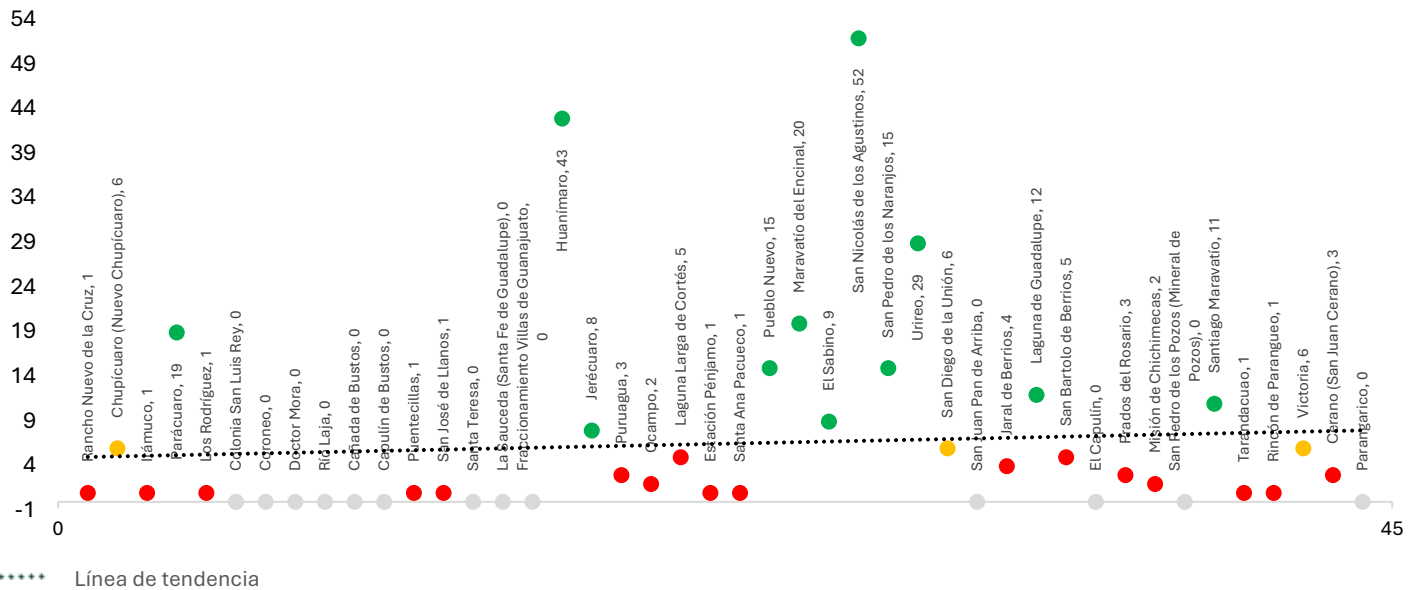 54
49
44
39
34
29
24
19
14
9
4
-1
0
45
Rancho Nuevo de la Cruz, 1
Chupícuaro (Nuevo Chupícuaro), 6
Irámuco, 1
Parácuaro, 19
Los Rodríguez, 1
Colonia San Luis Rey, 0
Coroneo, 0
Doctor Mora, 0
Río Laja, 0
Cañada de Bustos, 0
Capulín de Bustos, 0
Puentecillas, 1
San José de Llanos, 1
Santa Teresa, 0
La Sauceda (Santa Fe de Guadalupe), 0
Fraccionamiento Villas de Guanajuato,
0
Huanímaro, 43
Jerécuaro, 8
Puruagua, 3
Ocampo, 2
Laguna Larga de Cortés, 5
Estación Pénjamo, 1
Santa Ana Pacueco, 1
Pueblo Nuevo, 15
Maravatío del Encinal, 20
El Sabino, 9
San Nicolás de los Agustinos, 52
San Pedro de los Naranjos, 15
Urireo, 29
San Diego de la Unión, 6
San Juan Pan de Arriba, 0
Jaral de Berrios, 4
Laguna de Guadalupe, 12
San Bartolo de Berrios, 5
El Capulín, 0
Prados del Rosario, 3
Misión de Chichimecas, 2
San Pedro de los Pozos (Mineral de
Pozos), 0
Santiago Maravatío, 11
Tarandacuao, 1
Rincón de Parangueo, 1
Victoria, 6
Cerano (San Juan Cerano), 3
Parangarico, 0
Línea de tendencia